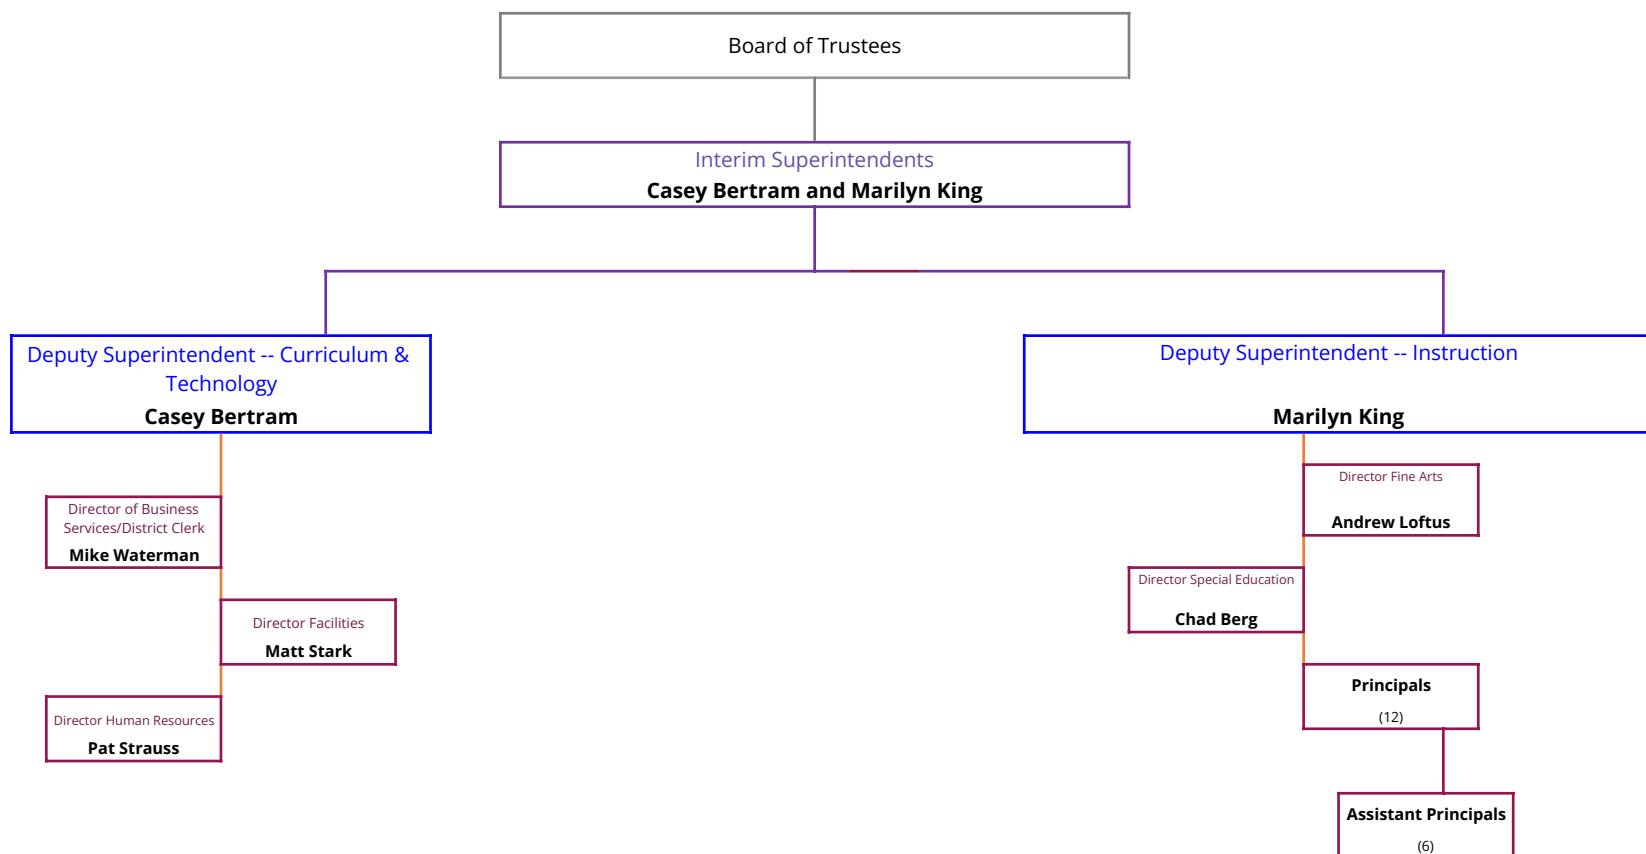 Board of Trustees
Interim Superintendents
Casey Bertram and Marilyn King
Deputy Superintendent -- Curriculum &
Technology
Casey Bertram
Deputy Superintendent -- Instruction
Marilyn King
Director of Business
Services/District Clerk
Mike Waterman
Director Facilities
Matt Stark
Director Human Resources
Pat Strauss
Director Fine Arts
Andrew Loftus
Director Special Education
Chad Berg
Principals
(12)
Assistant Principals
(6)